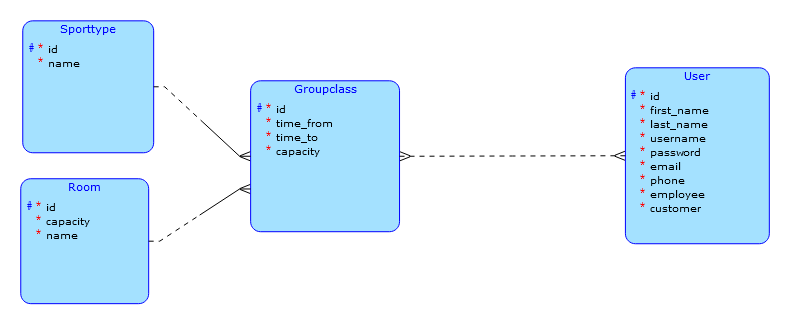 Sporttype
# * id
* name
Room
# * id
* capacity
* name
Groupclass
# * id
* time_from
* time_to
* capacity
User
# * id
* first_name
* last_name
* username
* password
* email
* phone
* employee
* customer